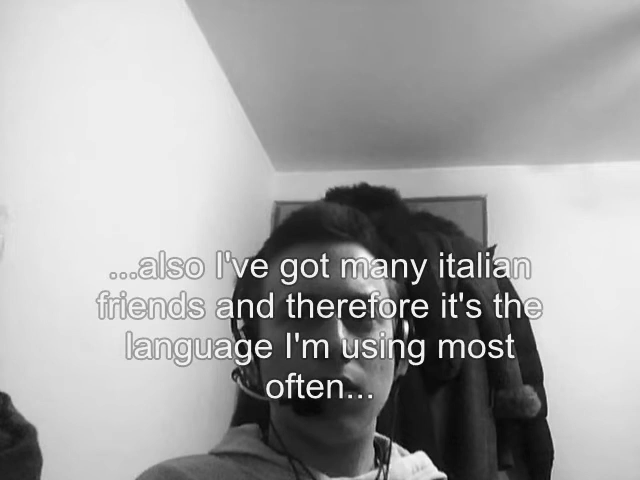 ...also I've got many italian
friends and therefore it's the
language I'm using most
often...